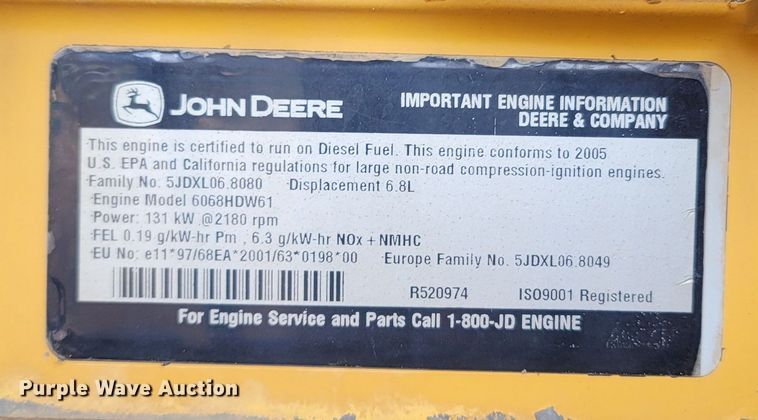 JOHN DEERE
IMPORTANT ENGINE INFORMATION
DEERE & COMPANY
This engine is certified to run on Diesel Fuel. This engine conforms to 2005
U.S. EPA and California regulations for large non-road compression-ignition engines.
Family No. 5JDXL06.8080 Displacement 6.8L
Engine Model 6068HDW61
Power: 131 kW @2180 rpm
FEL 0.19 g/kW-hr Pm , 6.3 g/kW-hr NOx + NMHC
EU No: e11*97/68EA*2001/63*0198*00 Europe Family No. 5JDXL06.8049
R520974 ISO9001 Registered
For Engine Service and Parts Call 1-800-JD ENGINE
Purple Wave Auction